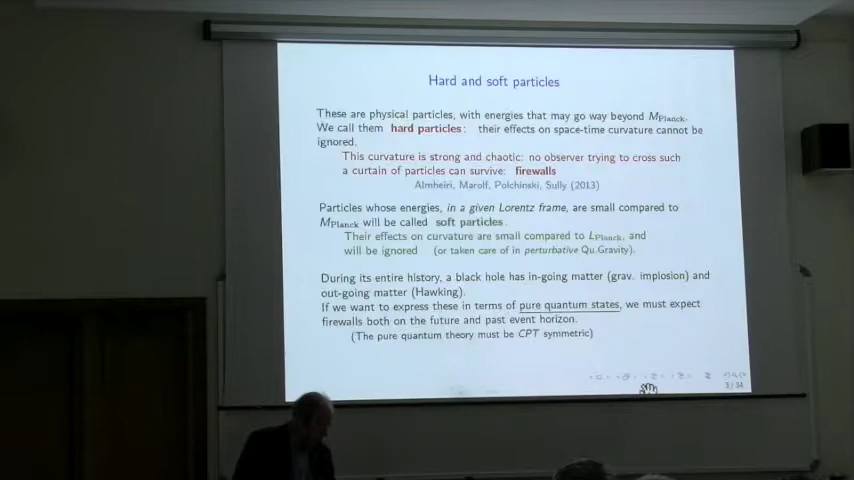 Hard and soft particles
These are physical particles, with energies that may go way beyond MPlanck.
We call them hard particles: their effects on space-time curvature cannot be
ignored.
This curvature is strong and chaotic: no observer trying to cross such
a curtain of particles can survive: firewalls
Almheiri, Marolf, Polchinski, Sully (2013)
Particles whose energies, in a given Lorentz frame, are small compared to
MPlanck will be called soft particles.
Their effects on curvature are small compared to LPlanck, and
will be ignored (or taken care of in perturbative Qu.Gravity).
During its entire history, a black hole has in-going matter (grav. implosion) and
out-going matter (Hawking).
If we want to express these in terms of pure quantum states, we must expect
firewalls both on the future and past event horizon.
(The pure quantum theory must be CPT symmetric)
3/34